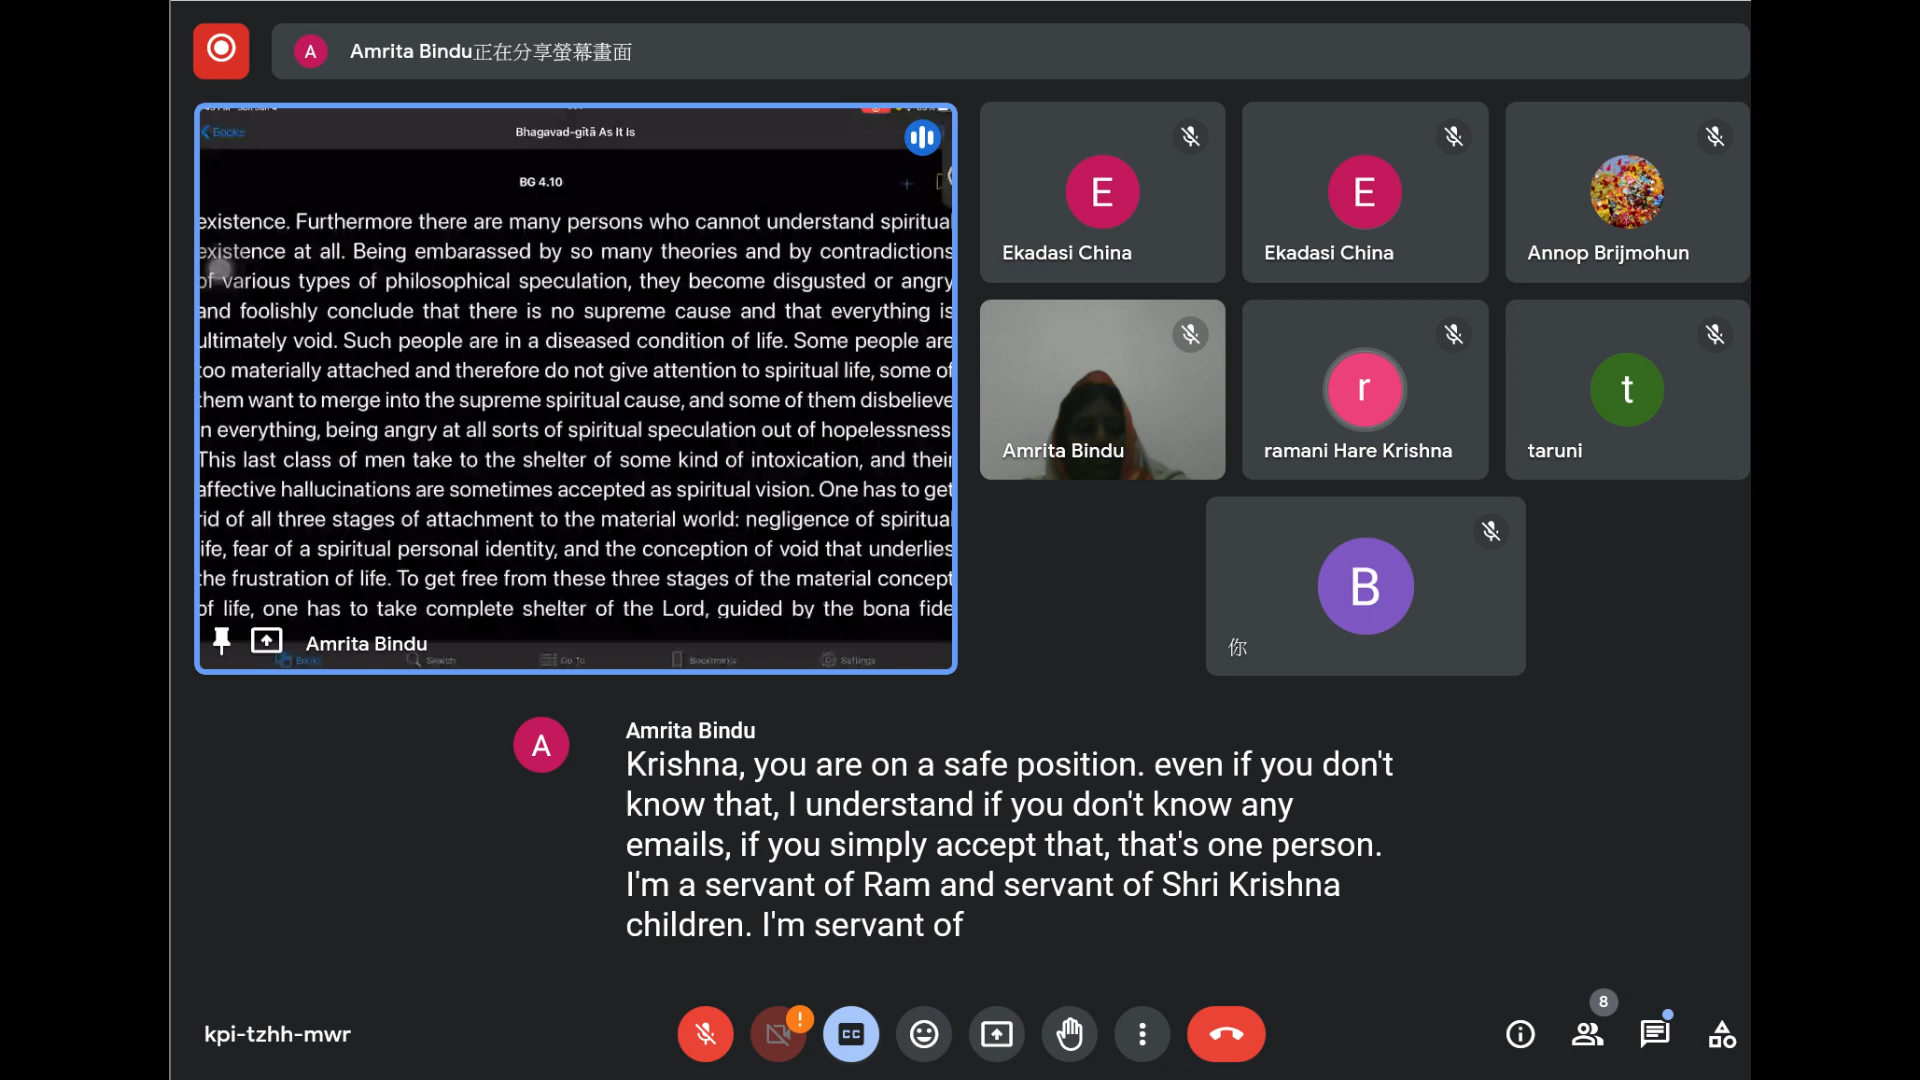 A
Amrita Bindu正在分享螢幕畫面
Books
Bhagavad-gītā As It Is
BG 4.10
existence. Furthermore there are many persons who cannot understand spiritual
existence at all. Being embarassed by so many theories and by contradictions
of various types of philosophical speculation, they become disgusted or angry
and foolishly conclude that there is no supreme cause and that everything is
ultimately void. Such people are in a diseased condition of life. Some people are
too materially attached and therefore do not give attention to spiritual life, some of
them want to merge into the supreme spiritual cause, and some of them disbelieve
in everything, being angry at all sorts of spiritual speculation out of hopelessness
This last class of men take to the shelter of some kind of intoxication, and their
affective hallucinations are sometimes accepted as spiritual vision. One has to get
rid of all three stages of attachment to the material world: negligence of spiritual
life, fear of a spiritual personal identity, and the conception of void that underlies
the frustration of life. To get free from these three stages of the material concept
of life, one has to take complete shelter of the Lord, guided by the bona fide
Amrita Bindu
Search
Go To
Bookmarks
Settings
E
Ekadasi China
E
Ekadasi China
Annop Brijmohun
Amrita Bindu
r
ramani Hare Krishna
t
taruni
B
你
A
Amrita Bindu
Krishna, you are on a safe position. even if you don't
know that, I understand if you don't know any
emails, if you simply accept that, that's one person.
I'm a servant of Ram and servant of Shri Krishna
children. I'm servant of
kpi-tzhh-mwr
CC
8